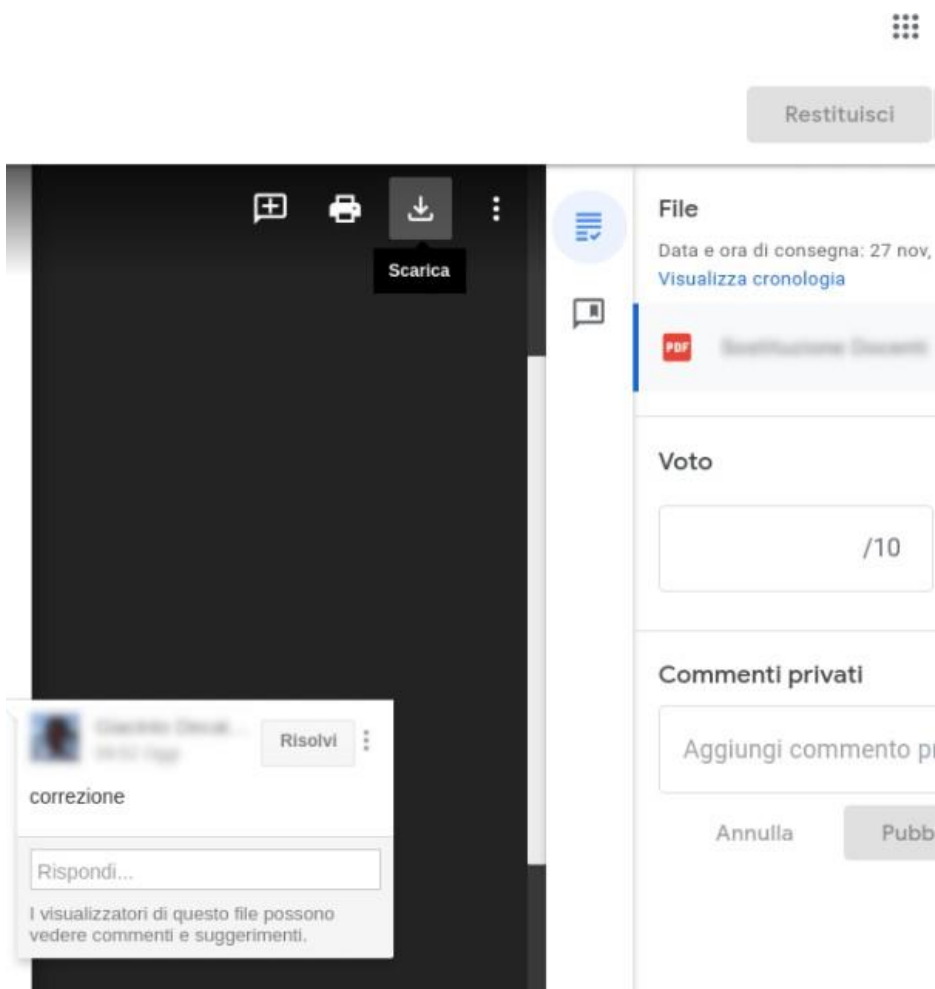 Restituisci
Scarica
File
Data e ora di consegna: 27 nov,
Visualizza cronologia
PDF
Voto
/10
Commenti privati
Aggiungi commento pr
Annulla
Pubb
Risolvi
correzione
Rispondi...
I visualizzatori di questo file possono
vedere commenti e suggerimenti.